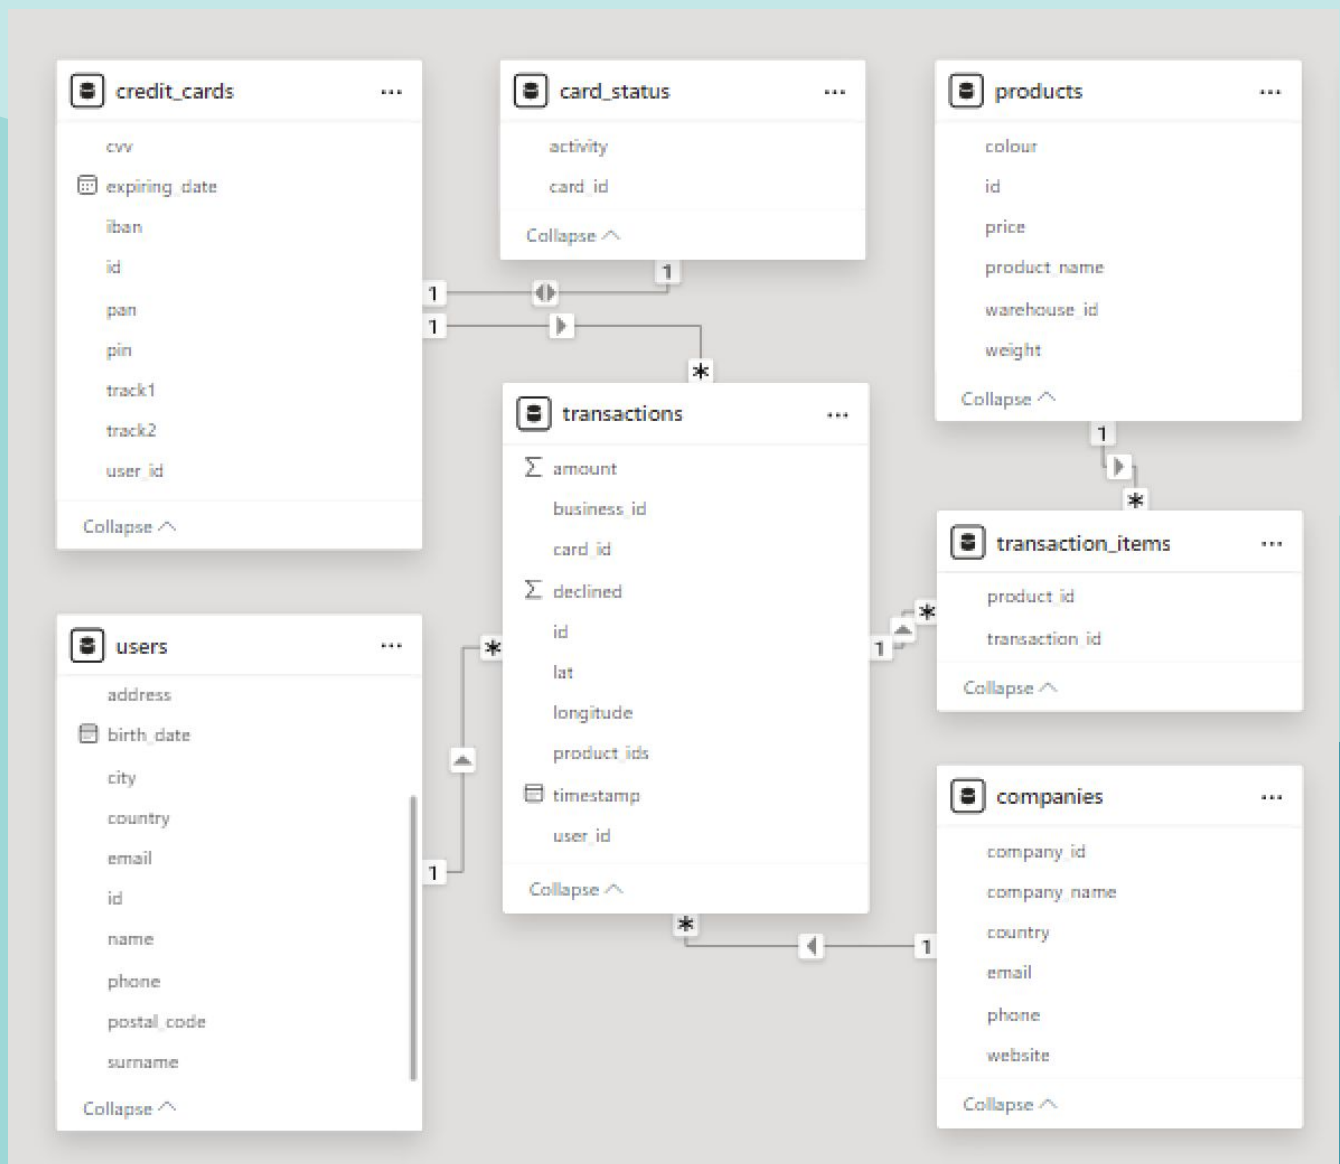 credit_cards ...
cvv
expiring_date
iban
id
pan
pin
track1
track2
user_id
Collapse
card_status ...
activity
card_id
Collapse
products ...
colour
id
price
product_name
warehouse_id
weight
Collapse
1
1
1
*
1
*
transactions ...
Σ amount
business_id
card_id
Σ declined
id
lat
longitude
product_ids
timestamp
user_id
Collapse
transaction_items ...
product_id
transaction_id
Collapse
*
1
users ...
address
birth_date
city
country
email
id
name
phone
postal_code
surname
Collapse
*
1
companies ...
company_id
company_name
country
email
phone
website
Collapse
*
1